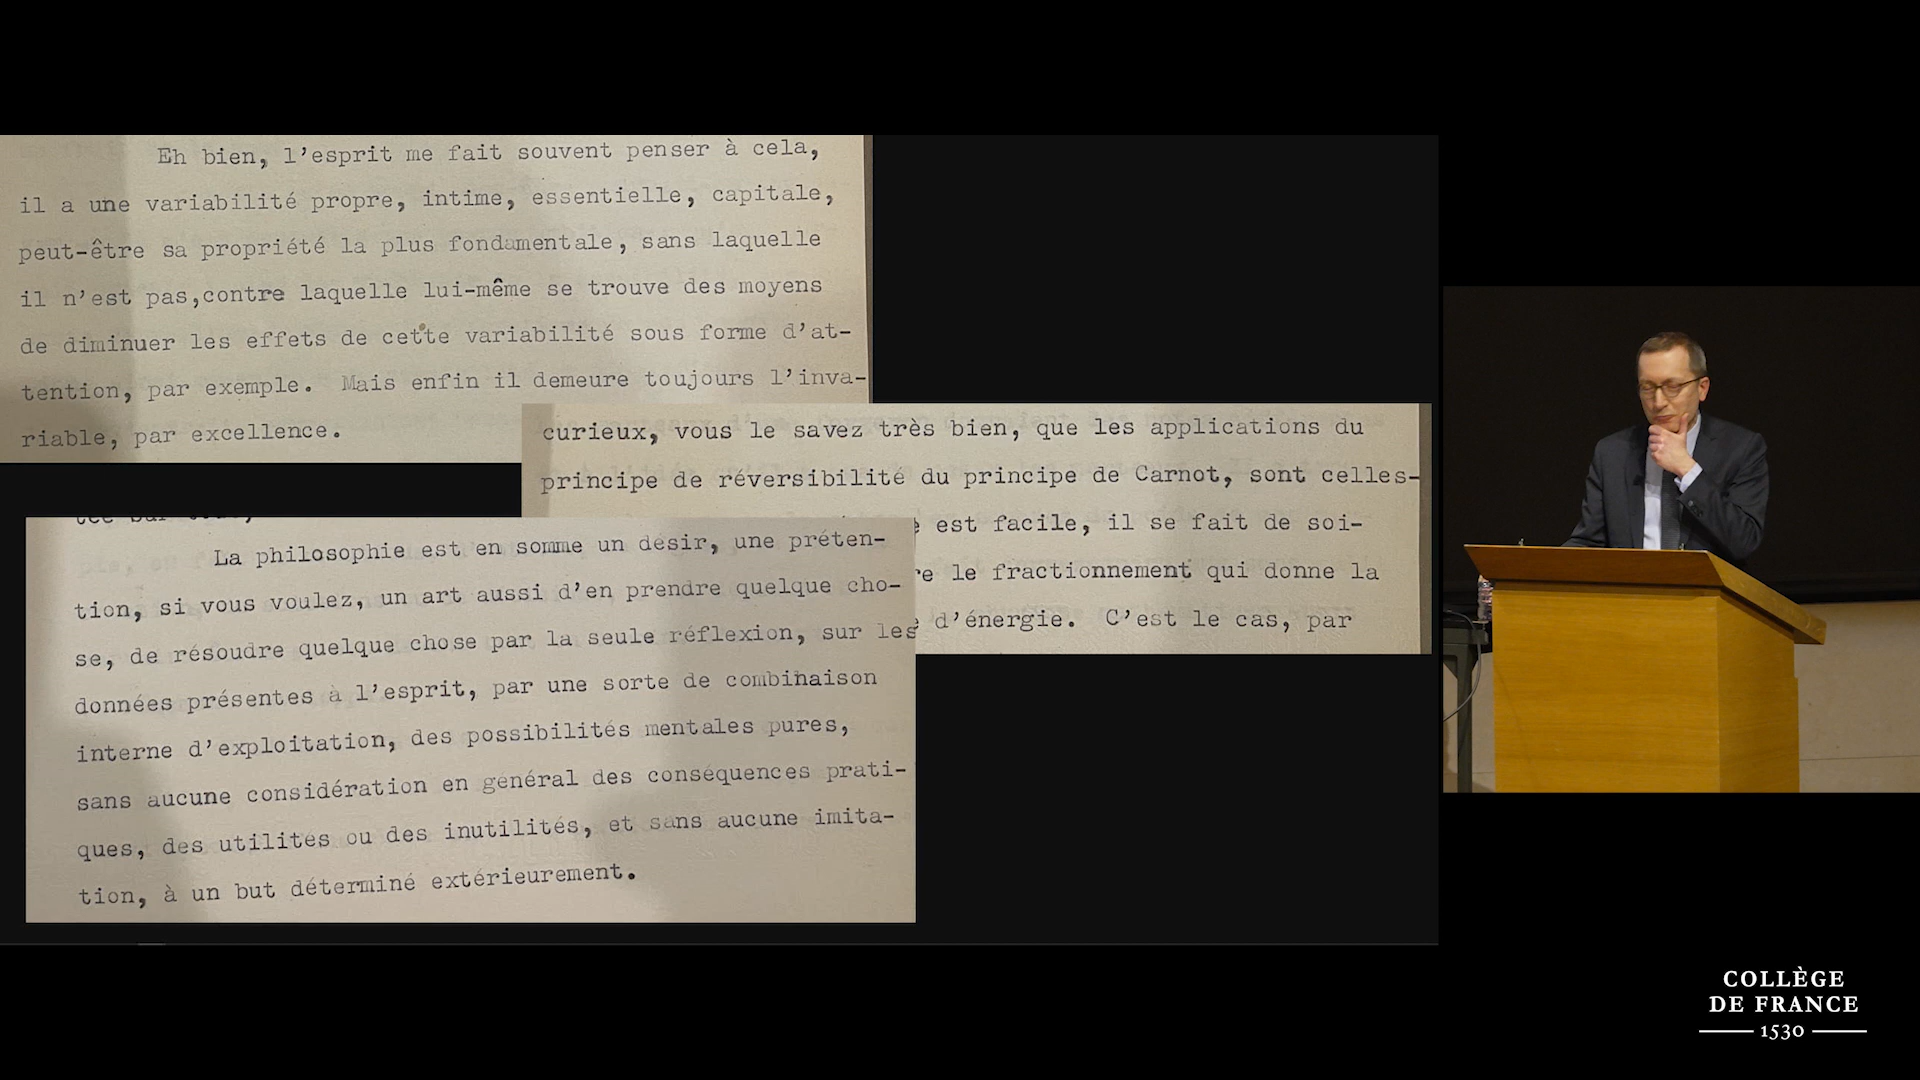 Eh bien, l'esprit me fait souvent penser à cela,
il a une variabilité propre, intime, essentielle, capitale,
peut-être sa propriété la plus fondamentale, sans laquelle
il n'est pas,contre laquelle lui-même se trouve des moyens
de diminuer les effets de cette variabilité sous forme d'at-
tention, par exemple. Mais enfin il demeure toujours l'inva-
riable, par excellence.
curieux, vous le savez très bien, que les applications du
principe de réversibilité du principe de Carnot, sont celles-
est facile, il se fait de soi-
le fractionnement qui donne la
d'énergie. C'est le cas, par
La philosophie est en somme un désir, une préten-
tion, si vous voulez, un art aussi d'en prendre quelque cho-
se, de résoudre quelque chose par la seule réflexion, sur les
données présentes à l'esprit, par une sorte de combinaison
interne d'exploitation, des possibilités mentales pures,
sans aucune considération en général des conséquences prati-
ques, des utilités ou des inutilités, et sans aucune imita-
tion, à un but déterminé extérieurement.
COLLÈGE
DE FRANCE
1530